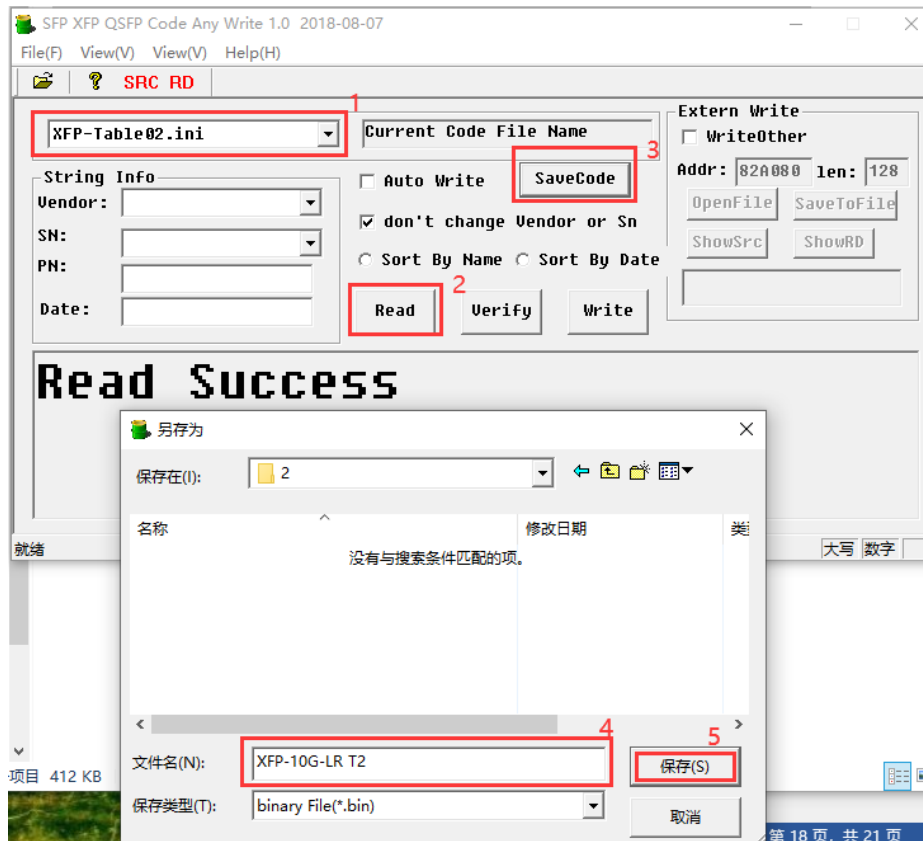 SFP XFP QSFP Code Any Write 1.0 2018-08-07
File(F) View(V) View(V) Help(H)
SRC RD
1
XFP-Table02.ini
Current Code File Name
Extern Write
WriteOther
3
String Info
Auto Write
SaveCode
Addr: 82A080 len: 128
Vendor:
OpenFile SaveToFile
don't change Vendor or Sn
SN:
ShowSrc ShowRD
Sort By Name Sort By Date
PN:
2
Date:
Read Verify Write
Read Success
另存为
保存在(I): 2
名称 修改日期 类
没有与搜索条件匹配的项。
就绪
大写 数字
4
5
文件名(N): XFP-10G-LR T2 保存(S)
项目 412 KB
保存类型(T): binary File(*.bin) 取消
第 18 页，共 21 页